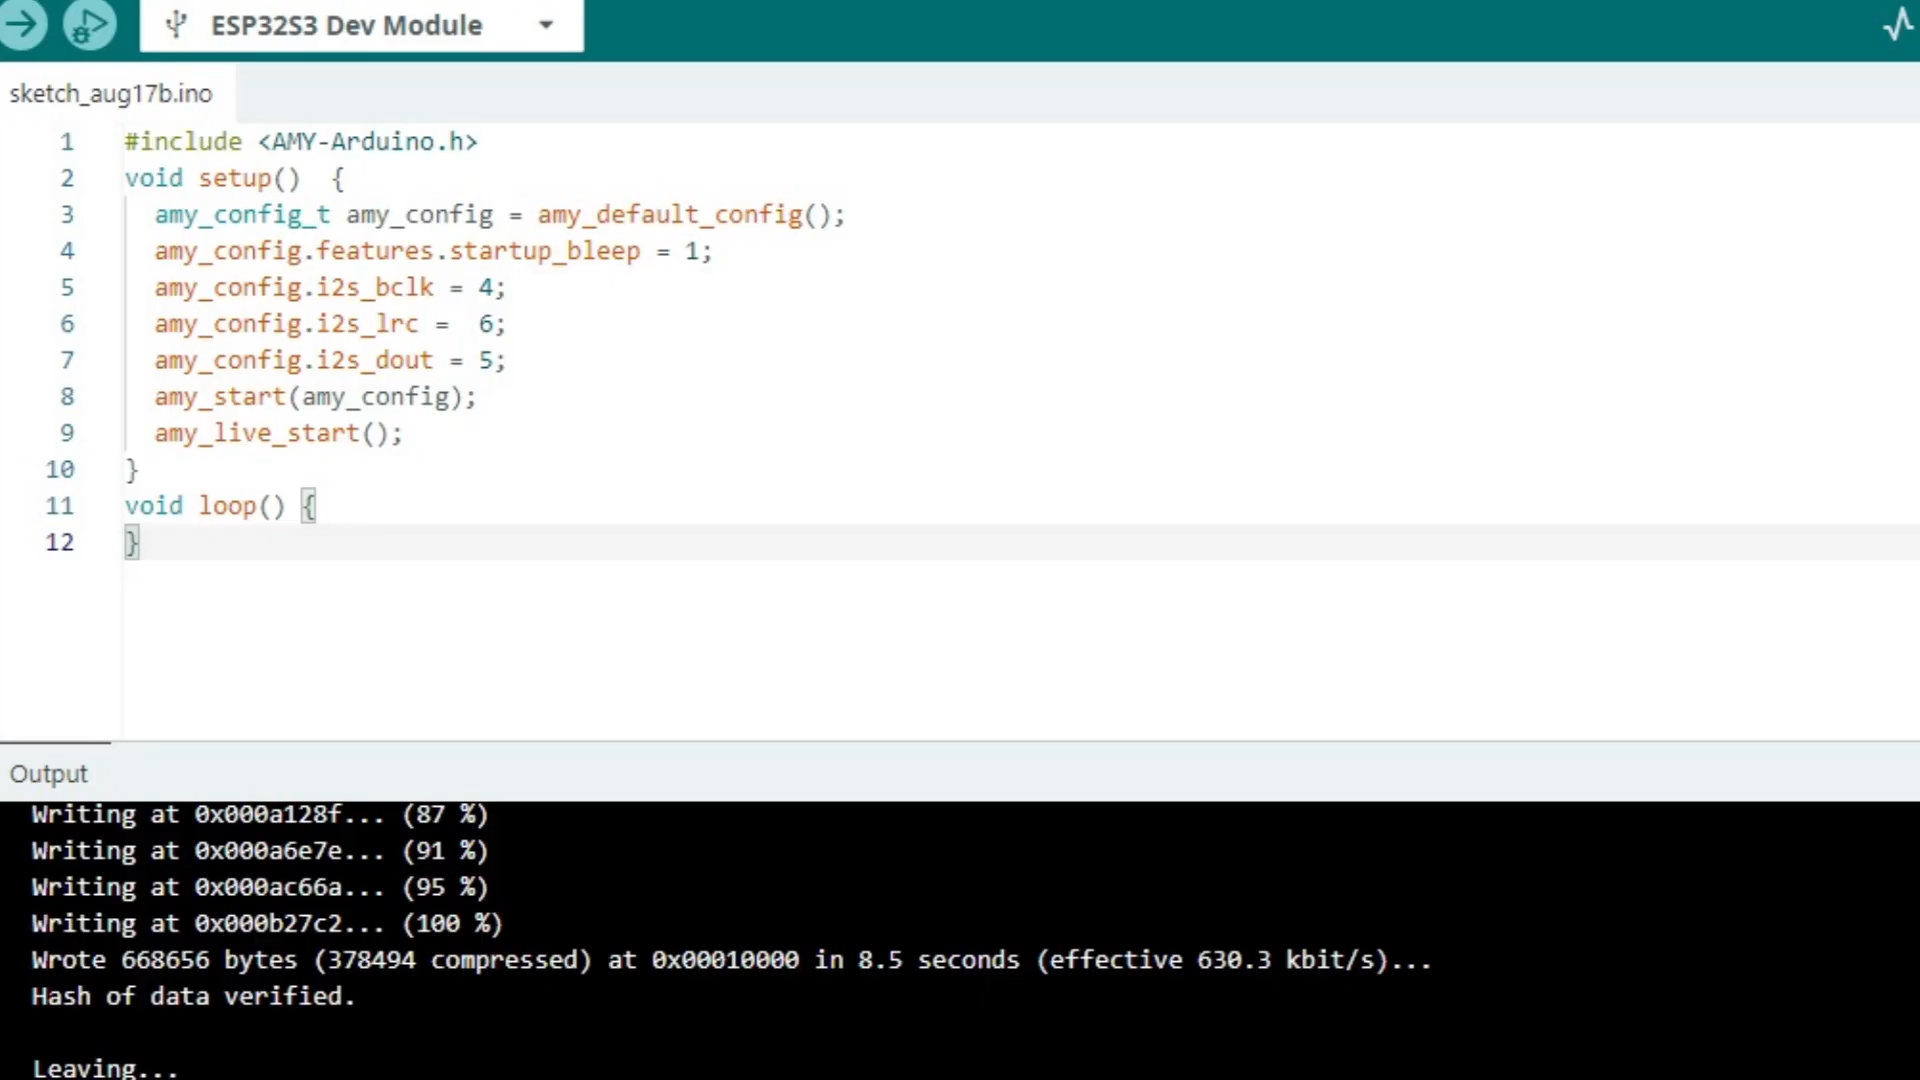 ESP32S3 Dev Module
sketch_aug17b.ino
1 #include <AMY-Arduino.h>
2 void setup()  {
3   amy_config_t amy_config = amy_default_config();
4   amy_config.features.startup_bleep = 1;
5   amy_config.i2s_bclk = 4;
6   amy_config.i2s_lrc =  6;
7   amy_config.i2s_dout = 5;
8   amy_start(amy_config);
9   amy_live_start();
10 }
11 void loop() {
12 }
Output
Writing at 0x000a128f... (87 %)
Writing at 0x000a6e7e... (91 %)
Writing at 0x000ac66a... (95 %)
Writing at 0x000b27c2... (100 %)
Wrote 668656 bytes (378494 compressed) at 0x00010000 in 8.5 seconds (effective 630.3 kbit/s)...
Hash of data verified.
Leaving...